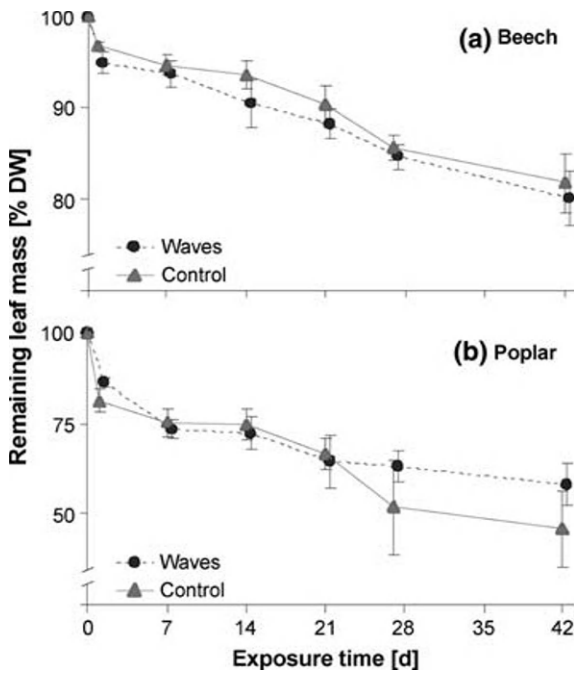 Remaining leaf mass [% DW]
100
90
80
(a) Beech
Waves
Control
100
75
50
(b) Poplar
Waves
Control
0 7 14 21 28 35 42
Exposure time [d]